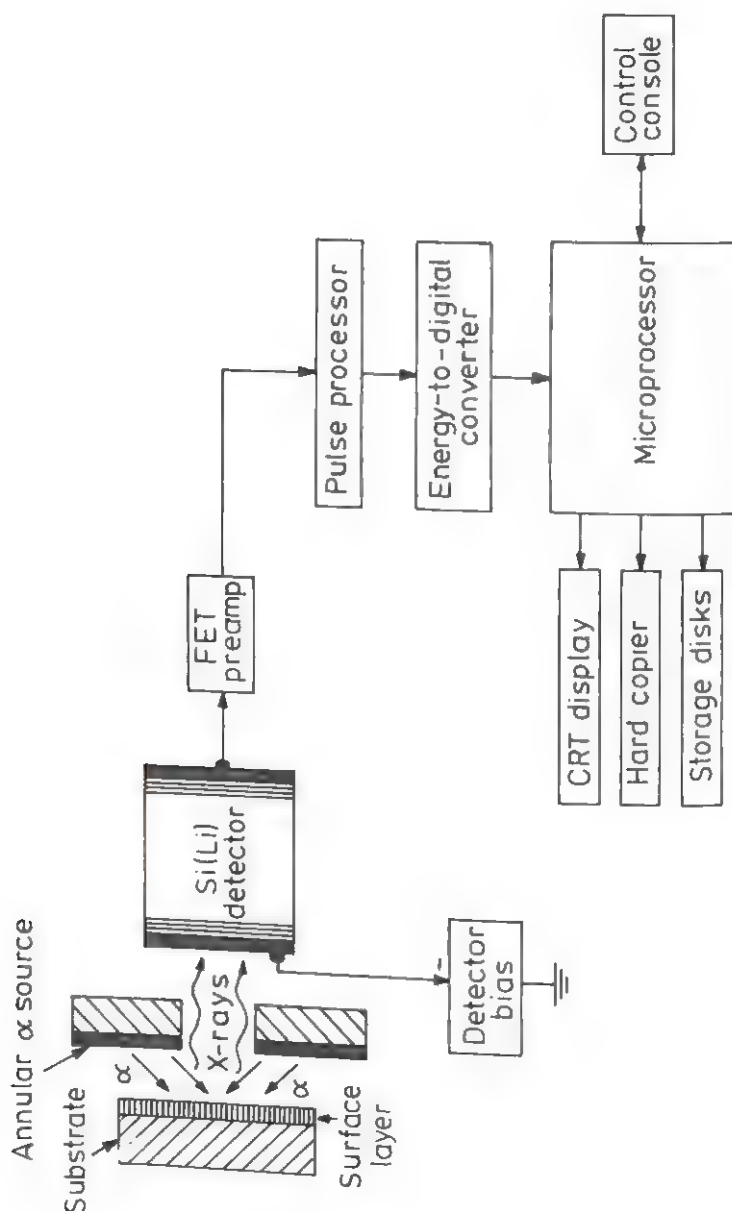 Annular α source
Substrate
α
α
X-rays
Surface
layer
Si(Li)
detector
Detector
bias
-
FET
preamp
Pulse processor
Energy-to-digital
converter
Microprocessor
Control
console
CRT display
Hard copier
Storage disks